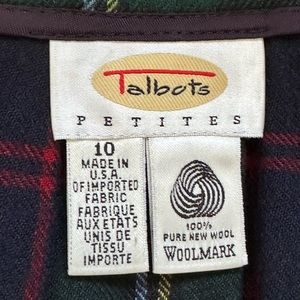 Talbots
PETITES
10
MADE IN
U.S.A.
OF IMPORTED
FABRIC
FABRIQUE
AUX ETATS
UNIS DE
TISSU
IMPORTE
100%
PURE NEW WOOL
WOOLMARK